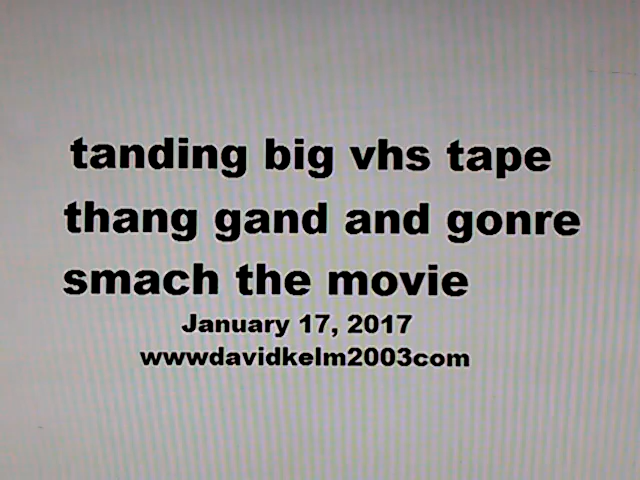 tanding big vhs tape
thang gand and gonre
smach the movie
January 17, 2017
wwwdavidkelm2003com